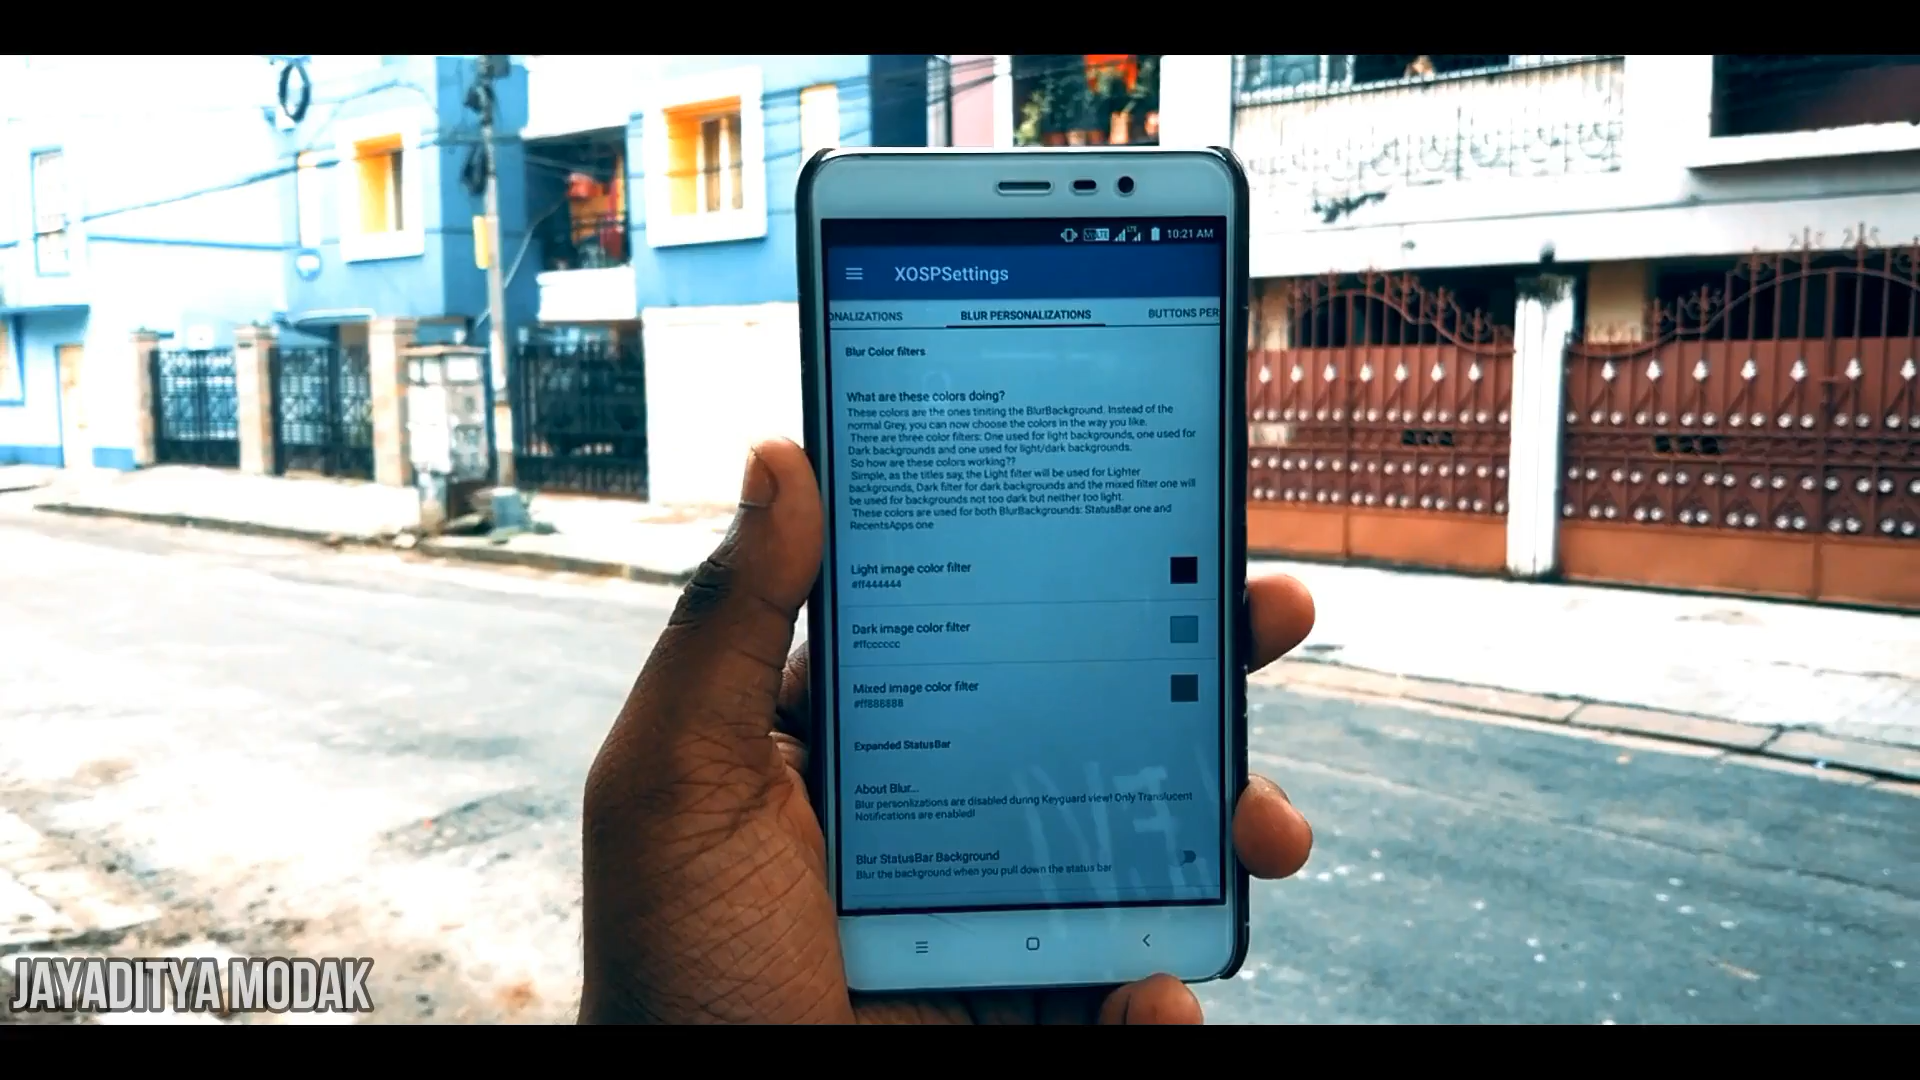 VoLTE LTE 10:21 AM
XOSPSettings
ONALIZATIONS BLUR PERSONALIZATIONS BUTTONS PER
Blur Color filters
What are these colors doing?
These colors are the ones tiniting the BlurBackground. Instead of the
normal Grey, you can now choose the colors in the way you like.
There are three color filters: One used for light backgrounds, one used for
Dark backgrounds and one used for light/dark backgrounds.
So how are these colors working??
Simple, as the titles say, the Light filter will be used for Lighter
backgrounds, Dark filter for dark backgrounds and the mixed filter one will
be used for backgrounds not too dark but neither too light.
These colors are used for both BlurBackgrounds: StatusBar one and
RecentsApps one
Light image color filter
#ff444444
Dark image color filter
#ffcccccc
Mixed image color filter
#ff888888
Expanded StatusBar
About Blur...
Blur personlizations are disabled during Keyguard view! Only Translucent
Notifications are enabled!
Blur StatusBar Background
Blur the background when you pull down the status bar
JAYADITYA MODAK